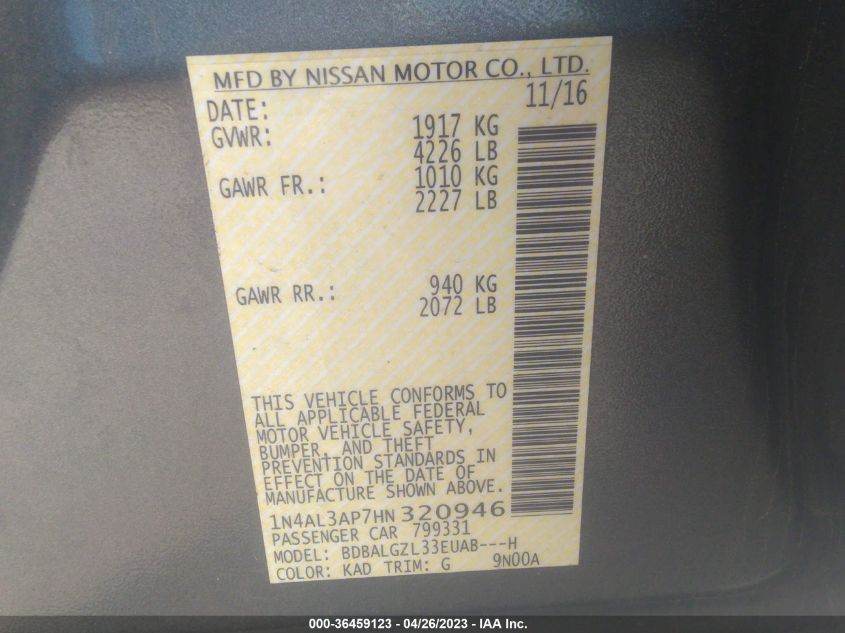 MFD BY NISSAN MOTOR CO., LTD.
DATE: 11/16
GVWR: 1917 KG
4226 LB
GAWR FR.: 1010 KG
2227 LB
GAWR RR.: 940 KG
2072 LB
THIS VEHICLE CONFORMS TO
ALL APPLICABLE FEDERAL
MOTOR VEHICLE SAFETY,
BUMPER, AND THEFT
PREVENTION STANDARDS IN
EFFECT ON THE DATE OF
MANUFACTURE SHOWN ABOVE.
1N4AL3AP7HN 320946
PASSENGER CAR 799331
MODEL: BDBALGZL33EUAB---H
COLOR: KAD TRIM: G 9N00A
000-36459123 - 04/26/2023 - IAA Inc.